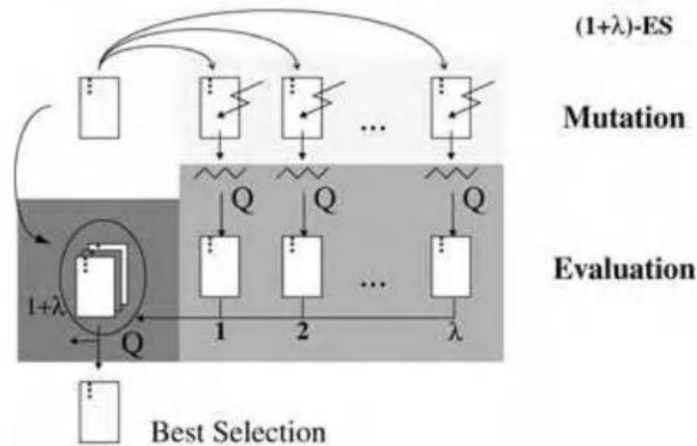 (1+λ)-ES
Mutation
...
Q Q Q
Evaluation
...
1+λ
1 2 λ
Q
Best Selection